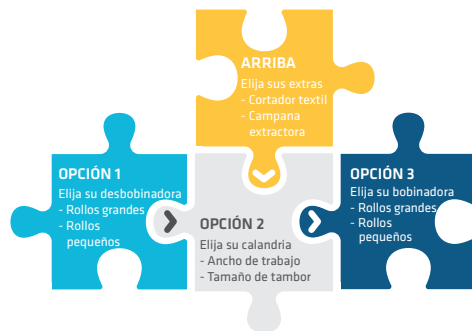 ARRIBA
Elija sus extras
- Cortador textil
- Campana
extractora
OPCIÓN 1
Elija su desbobinadora
- Rollos grandes
- Rollos
pequeños
OPCIÓN 2
Elija su calandria
- Ancho de trabajo
- Tamaño de tambor
OPCIÓN 3
Elija su bobinadora
- Rollos grandes
- Rollos
pequeños